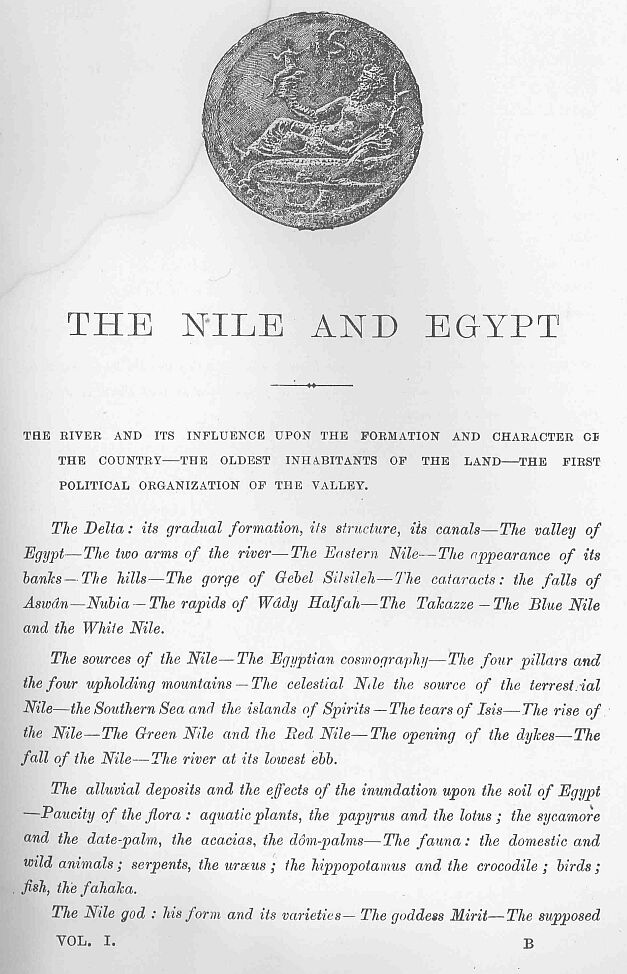 THE NILE AND EGYPT
THE RIVER AND ITS INFLUENCE UPON THE FORMATION AND CHARACTER OF
THE COUNTRY—THE OLDEST INHABITANTS OF THE LAND—THE FIRST
POLITICAL ORGANIZATION OF THE VALLEY.
The Delta: its gradual formation, its structure, its canals—The valley of
Egypt—The two arms of the river—The Eastern Nile—The appearance of its
banks—The hills—The gorge of Gebel Silsileh—The cataracts: the falls of
Aswân—Nubia—The rapids of Wâdy Halfah—The Takazze—The Blue Nile
and the White Nile.
The sources of the Nile—The Egyptian cosmography—The four pillars and
the four upholding mountains—The celestial Nile the source of the terrestrial
Nile—the Southern Sea and the islands of Spirits—The tears of Isis—The rise of
the Nile—The Green Nile and the Red Nile—The opening of the dykes—The
fall of the Nile—The river at its lowest ebb.
The alluvial deposits and the effects of the inundation upon the soil of Egypt
—Paucity of the flora: aquatic plants, the papyrus and the lotus; the sycamore
and the date-palm, the acacias, the dôm-palms—The fauna: the domestic and
wild animals; serpents, the uræus; the hippopotamus and the crocodile; birds;
fish, the fahaka.
The Nile god: his form and its varieties—The goddess Mirit—The supposed
VOL. I. B